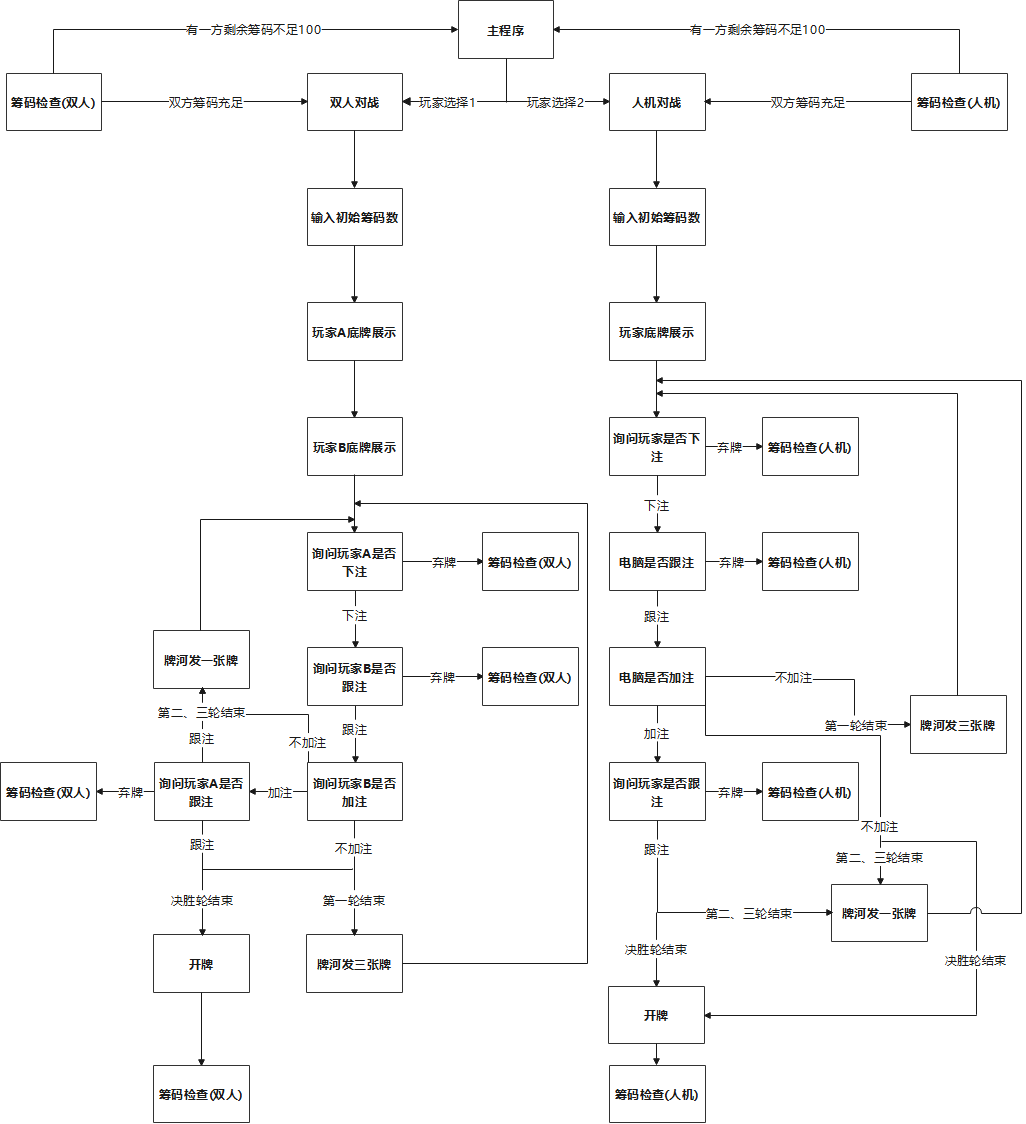 有一方剩余筹码不足100
主程序
有一方剩余筹码不足100
筹码检查(双人)
双方筹码充足
双人对战
玩家选择1
玩家选择2
人机对战
双方筹码充足
筹码检查(人机)
输入初始筹码数
输入初始筹码数
玩家A底牌展示
玩家底牌展示
玩家B底牌展示
询问玩家是否下
注
弃牌
筹码检查(人机)
下注
询问玩家A是否
下注
弃牌
筹码检查(双人)
电脑是否跟注
弃牌
筹码检查(人机)
下注
跟注
牌河发一张牌
询问玩家B是否
跟注
弃牌
筹码检查(双人)
电脑是否加注
不加注
第二、三轮结束
跟注
不加注
跟注
加注
第一轮结束
牌河发三张牌
筹码检查(双人)
弃牌
询问玩家A是否
跟注
加注
询问玩家B是否
加注
询问玩家是否跟
注
弃牌
筹码检查(人机)
不加注
跟注
不加注
跟注
第二、三轮结束
决胜轮结束
第一轮结束
第二、三轮结束
牌河发一张牌
决胜轮结束
决胜轮结束
开牌
牌河发三张牌
开牌
筹码检查(双人)
筹码检查(人机)